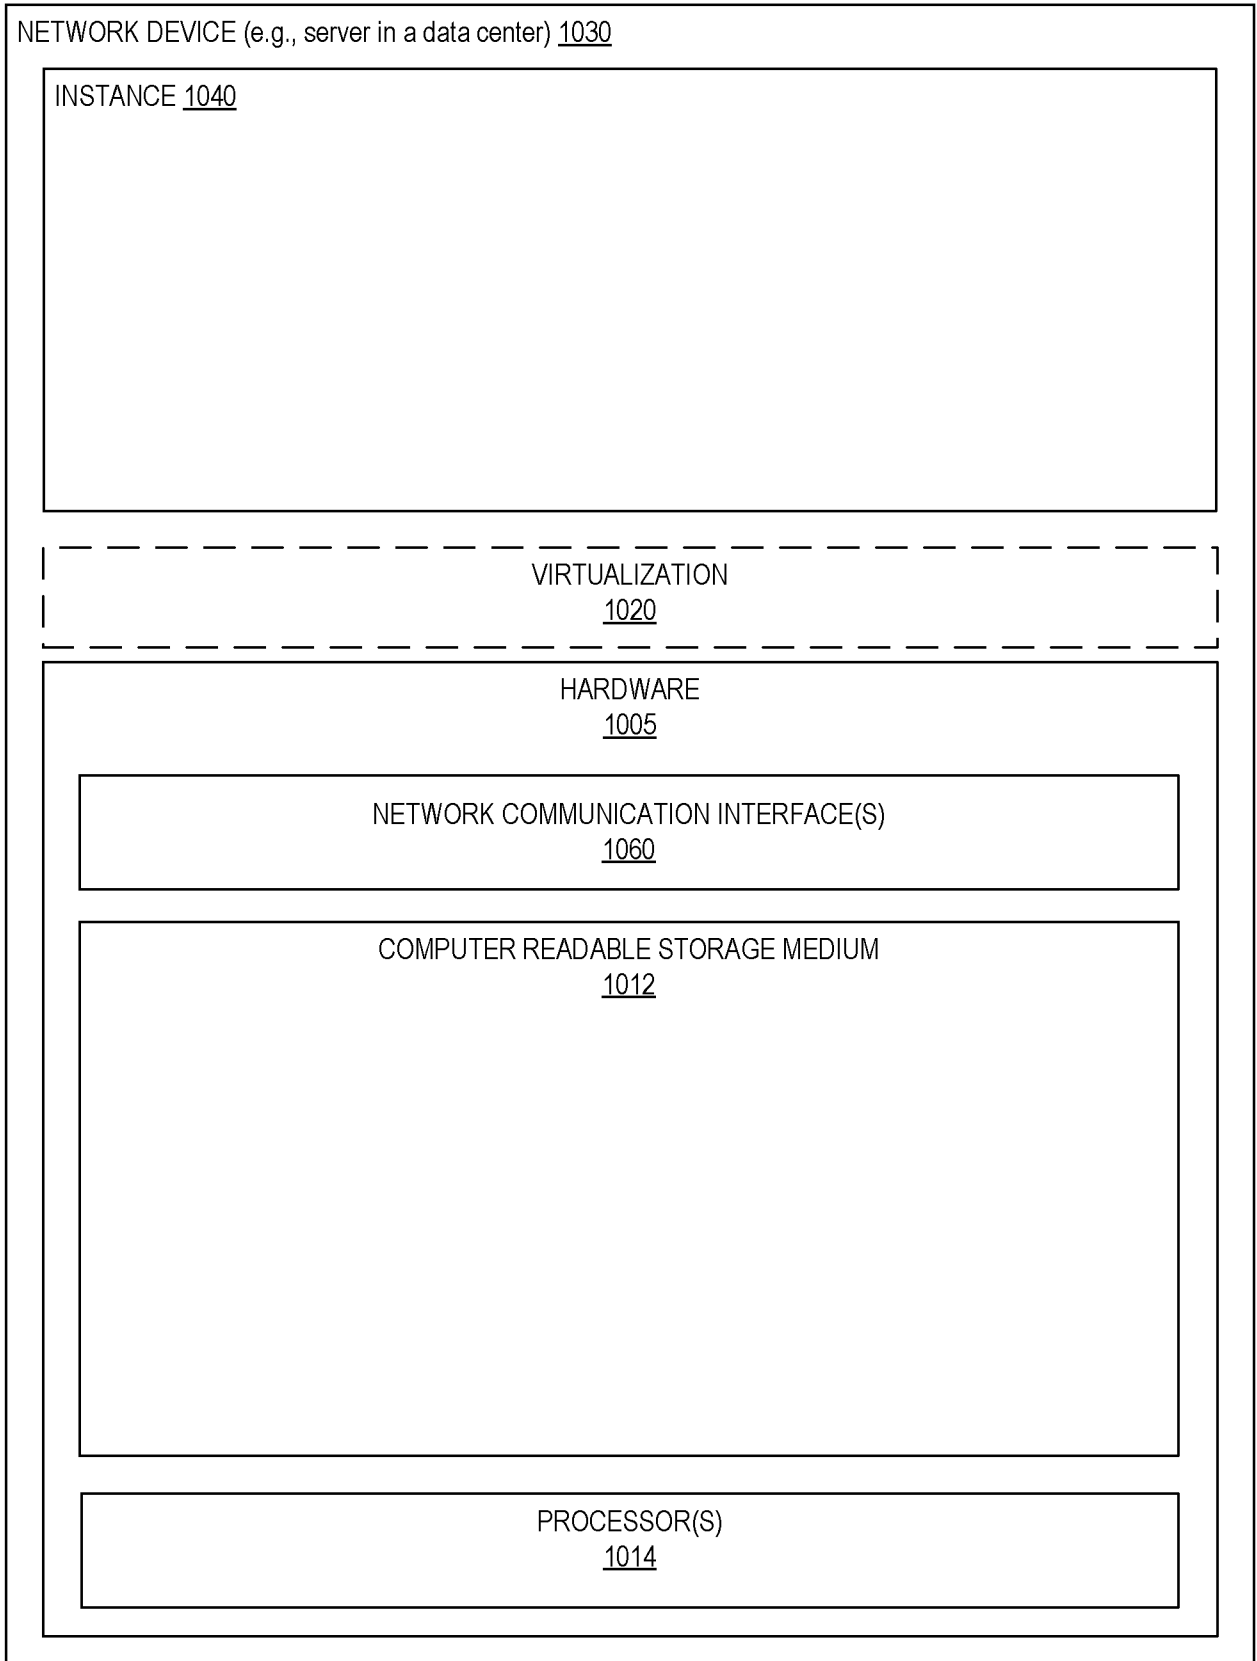 NETWORK DEVICE (e.g., server in a data center) 1030
INSTANCE 1040
VIRTUALIZATION
1020
HARDWARE
1005
NETWORK COMMUNICATION INTERFACE(S)
1060
COMPUTER READABLE STORAGE MEDIUM
1012
PROCESSOR(S)
1014